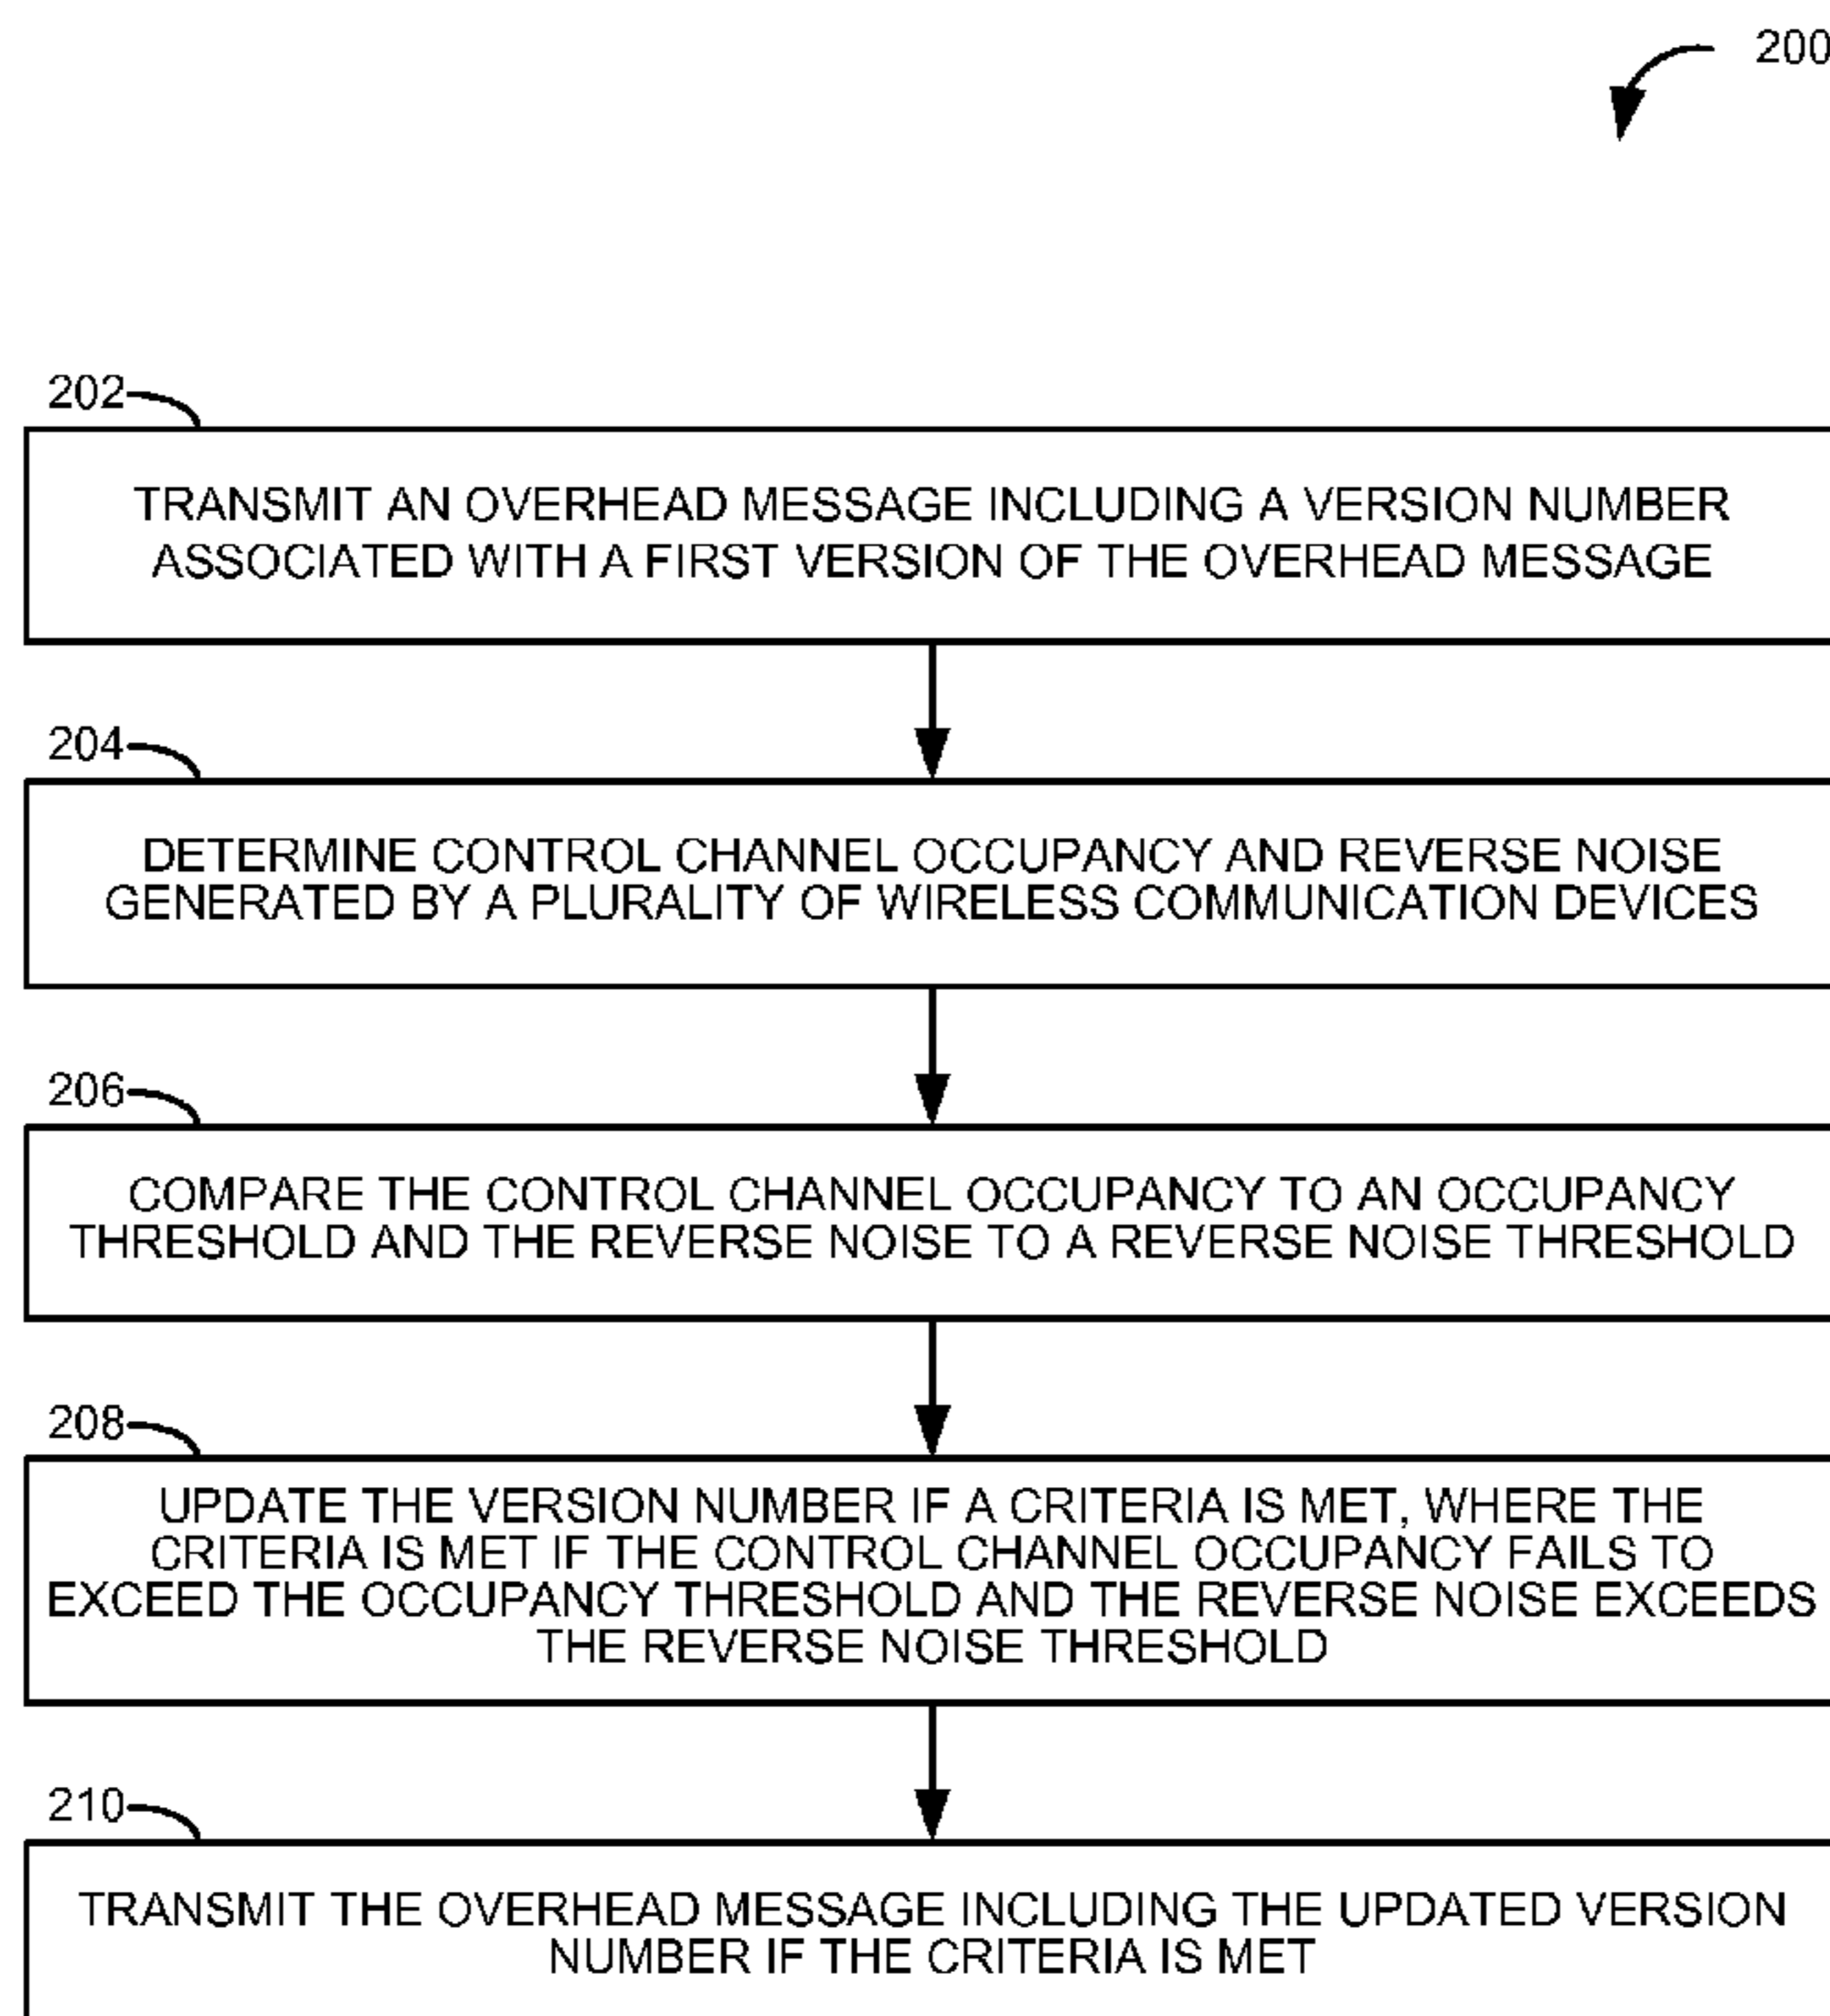 200
202
TRANSMIT AN OVERHEAD MESSAGE INCLUDING A VERSION NUMBER
ASSOCIATED WITH A FIRST VERSION OF THE OVERHEAD MESSAGE
204
DETERMINE CONTROL CHANNEL OCCUPANCY AND REVERSE NOISE
GENERATED BY A PLURALITY OF WIRELESS COMMUNICATION DEVICES
206
COMPARE THE CONTROL CHANNEL OCCUPANCY TO AN OCCUPANCY
THRESHOLD AND THE REVERSE NOISE TO A REVERSE NOISE THRESHOLD
208
UPDATE THE VERSION NUMBER IF A CRITERIA IS MET, WHERE THE
CRITERIA IS MET IF THE CONTROL CHANNEL OCCUPANCY FAILS TO
EXCEED THE OCCUPANCY THRESHOLD AND THE REVERSE NOISE EXCEEDS
THE REVERSE NOISE THRESHOLD
210
TRANSMIT THE OVERHEAD MESSAGE INCLUDING THE UPDATED VERSION
NUMBER IF THE CRITERIA IS MET